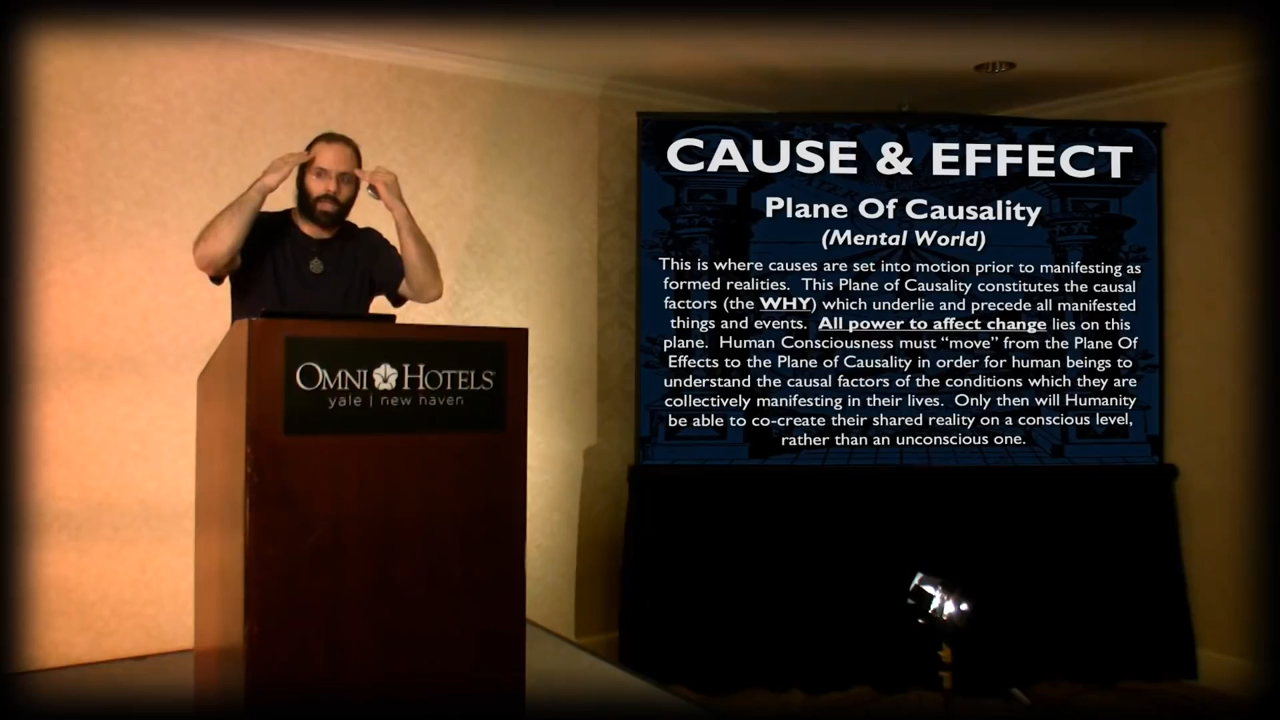 OMNI HOTELS
yale | new haven
CAUSE & EFFECT
Plane Of Causality
(Mental World)
This is where causes are set into motion prior to manifesting as
formed realities. This Plane of Causality constitutes the causal
factors (the WHY) which underlie and precede all manifested
things and events. All power to affect change lies on this
plane. Human Consciousness must “move” from the Plane Of
Effects to the Plane of Causality in order for human beings to
understand the causal factors of the conditions which they are
collectively manifesting in their lives. Only then will Humanity
be able to co-create their shared reality on a conscious level,
rather than an unconscious one.